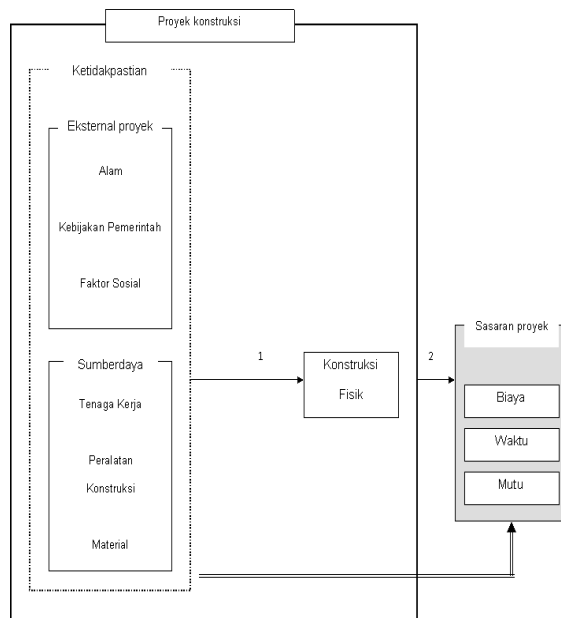 Proyek konstruksi
Ketidakpastian
Eksternal proyek
Alam
Kebijakan Pemerintah
Faktor Sosial
Sumberdaya
Tenaga Kerja
Peralatan
Konstruksi
Material
1
Konstruksi
Fisik
2
Sasaran proyek
Biaya
Waktu
Mutu